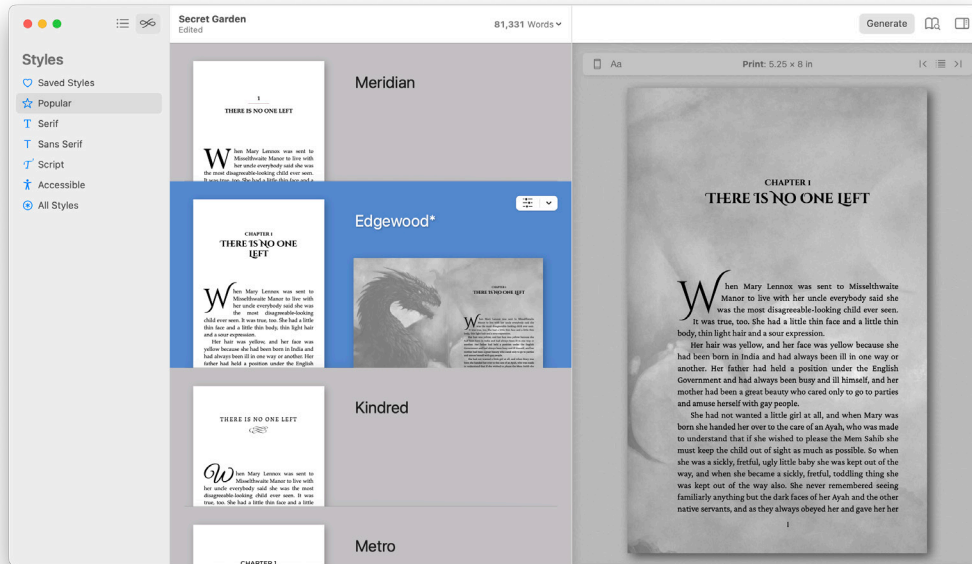 Secret Garden
Edited
81,331 Words
Generate
Styles
Saved Styles
Popular
Serif
Sans Serif
Script
Accessible
All Styles
1
THERE IS NO ONE LEFT
When Mary Lennox was sent to
Misselthwaite Manor to live with
her uncle everybody said she was
the most disagreeable-looking child ever seen.
It was true, too. She had a little thin face and a
Meridian
CHAPTER 1
THERE IS NO ONE
LEFT
When Mary Lennox was sent to
Misselthwaite Manor to live with
her uncle everybody said she was
the most disagreeable-looking
child ever seen. It was true, too. She had a little
thin face and a little thin body, thin light hair
and a sour expression.
Her hair was yellow, and her face was
yellow because she had been born in India and
had always been ill in one way or another. Her
father had held a position under the English
Edgewood*
CHAPTER 1
THERE IS NO ONE LEFT
THERE IS NO ONE LEFT
When Mary Lennox was sent to
Misselthwaite Manor to live with
her uncle everybody said she was the most
disagreeable-looking child ever seen. It was
true, too. She had a little thin face and a little
Kindred
CHAPTER 1
Metro
Aa
Print: 5.25 × 8 in
CHAPTER 1
THERE IS NO ONE LEFT
When Mary Lennox was sent to Misselthwaite
Manor to live with her uncle everybody said she
was the most disagreeable-looking child ever seen.
It was true, too. She had a little thin face and a little thin
body, thin light hair and a sour expression.
Her hair was yellow, and her face was yellow because she
had been born in India and had always been ill in one way or
another. Her father had held a position under the English
Government and had always been busy and ill himself, and her
mother had been a great beauty who cared only to go to parties
and amuse herself with gay people.
She had not wanted a little girl at all, and when Mary was
born she handed her over to the care of an Ayah, who was made
to understand that if she wished to please the Mem Sahib she
must keep the child out of sight as much as possible. So when
she was a sickly, fretful, ugly little baby she was kept out of the
way, and when she became a sickly, fretful, toddling thing she
was kept out of the way also. She never remembered seeing
familiarly anything but the dark faces of her Ayah and the other
native servants, and as they always obeyed her and gave her her
1